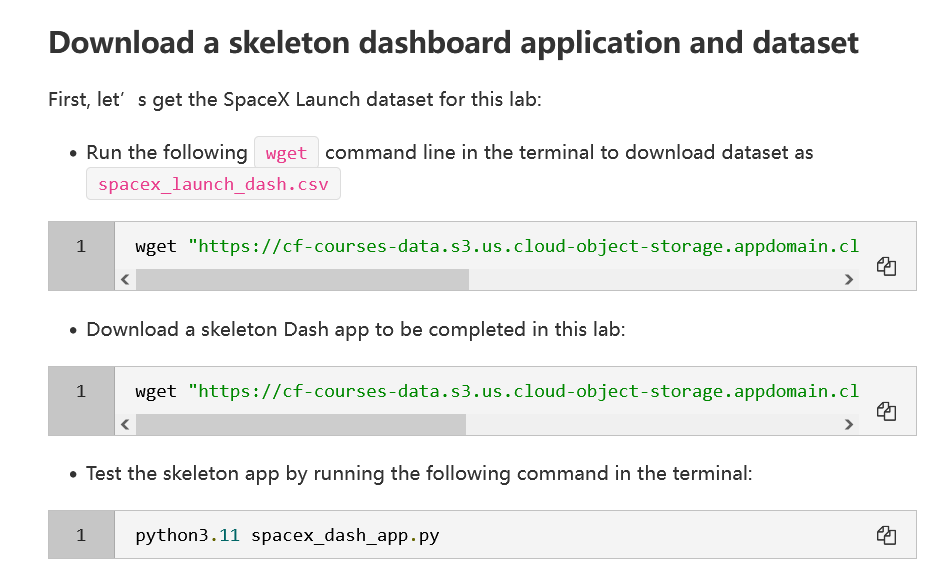 Download a skeleton dashboard application and dataset
First, let’s get the SpaceX Launch dataset for this lab:
• Run the following wget command line in the terminal to download dataset as
spacex_launch_dash.csv
1 wget "https://cf-courses-data.s3.us.cloud-object-storage.appdomain.cl
• Download a skeleton Dash app to be completed in this lab:
1 wget "https://cf-courses-data.s3.us.cloud-object-storage.appdomain.cl
• Test the skeleton app by running the following command in the terminal:
1 python3.11 spacex_dash_app.py